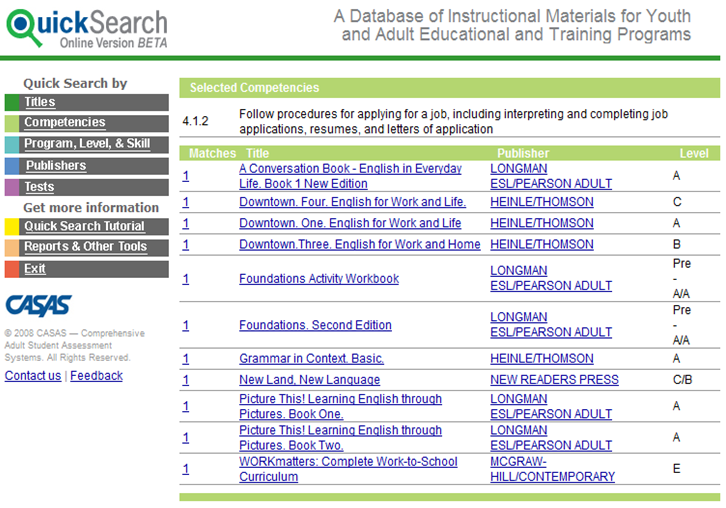 QuickSearch
Online Version BETA
A Database of Instructional Materials for Youth
and Adult Educational and Training Programs
Quick Search by
Titles
Competencies
Program, Level, & Skill
Publishers
Tests
Get more information
Quick Search Tutorial
Reports & Other Tools
Exit
CASAS
© 2008 CASAS — Comprehensive
Adult Student Assessment
Systems. All Rights Reserved.
Contact us | Feedback
Selected Competencies
4.1.2 Follow procedures for applying for a job, including interpreting and completing job
applications, resumes, and letters of application
Matches Title Publisher Level
1 A Conversation Book - English in Everyday
Life. Book 1 New Edition LONGMAN
ESL/PEARSON ADULT A
1 Downtown. Four. English for Work and Life. HEINLE/THOMSON C
1 Downtown. One. English for Work and Life HEINLE/THOMSON A
1 Downtown.Three. English for Work and Home HEINLE/THOMSON B
1 Foundations Activity Workbook LONGMAN
ESL/PEARSON ADULT Pre
-
A/A
1 Foundations. Second Edition LONGMAN
ESL/PEARSON ADULT Pre
-
A/A
1 Grammar in Context. Basic. HEINLE/THOMSON A
1 New Land, New Language NEW READERS PRESS C/B
1 Picture This! Learning English through
Pictures. Book One. LONGMAN
ESL/PEARSON ADULT A
1 Picture This! Learning English through
Pictures. Book Two. LONGMAN
ESL/PEARSON ADULT A
1 WORKmatters: Complete Work-to-School
Curriculum MCGRAW-
HILL/CONTEMPORARY E